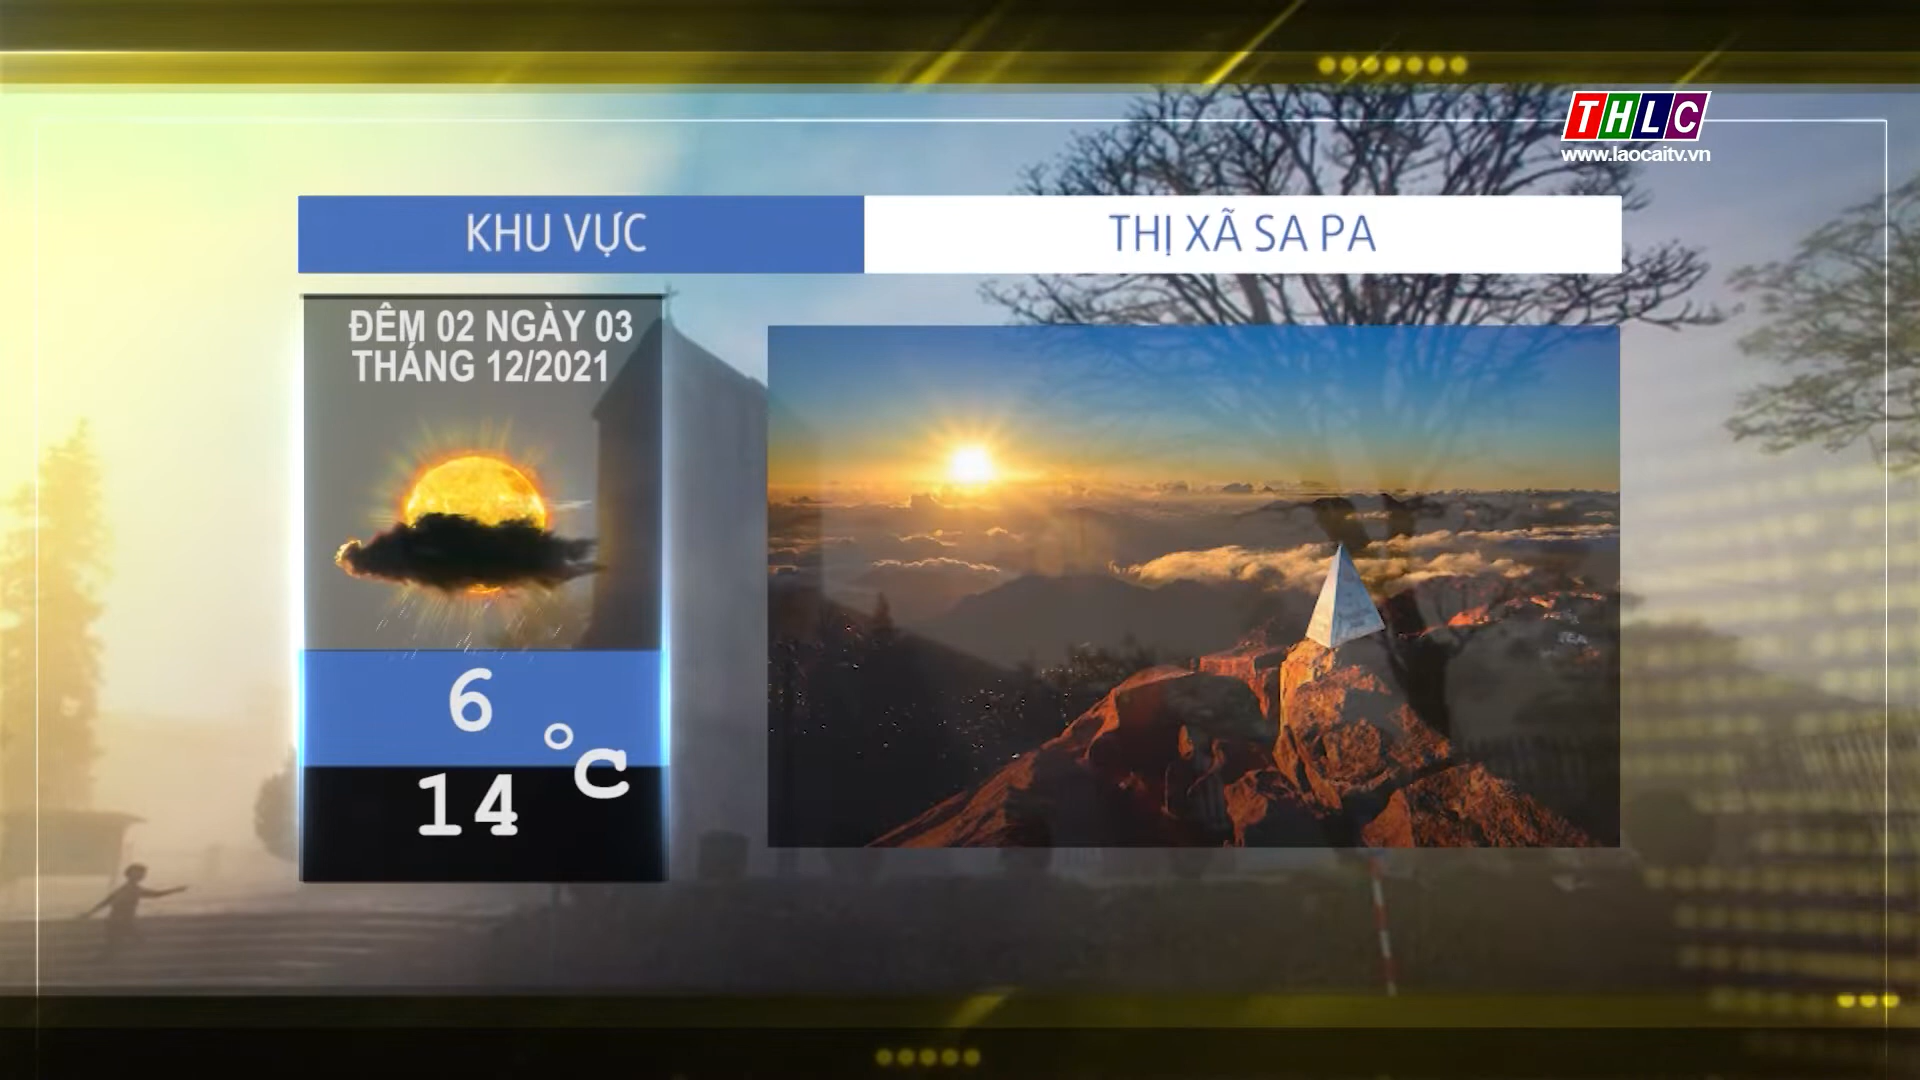 THLC
www.laocaitv.vn
KHU VỰC
THỊ XÃ SA PA
ĐÊM 02 NGÀY 03
THÁNG 12/2021
6
°C
14